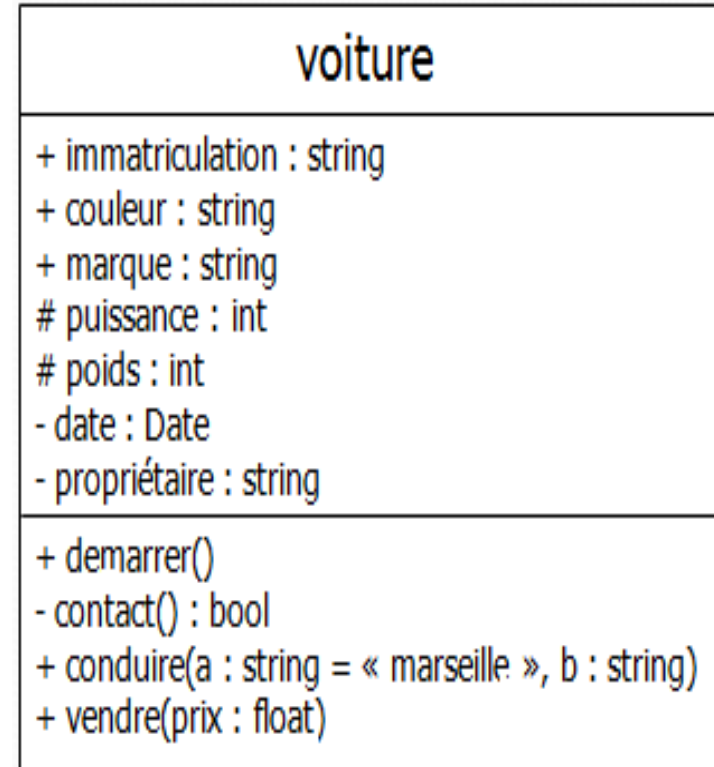 voiture
+ immatriculation : string
+ couleur : string
+ marque : string
# puissance : int
# poids : int
- date : Date
- propriétaire : string
+ demarrer()
- contact() : bool
+ conduire(a : string = « marseille », b : string)
+ vendre(prix : float)